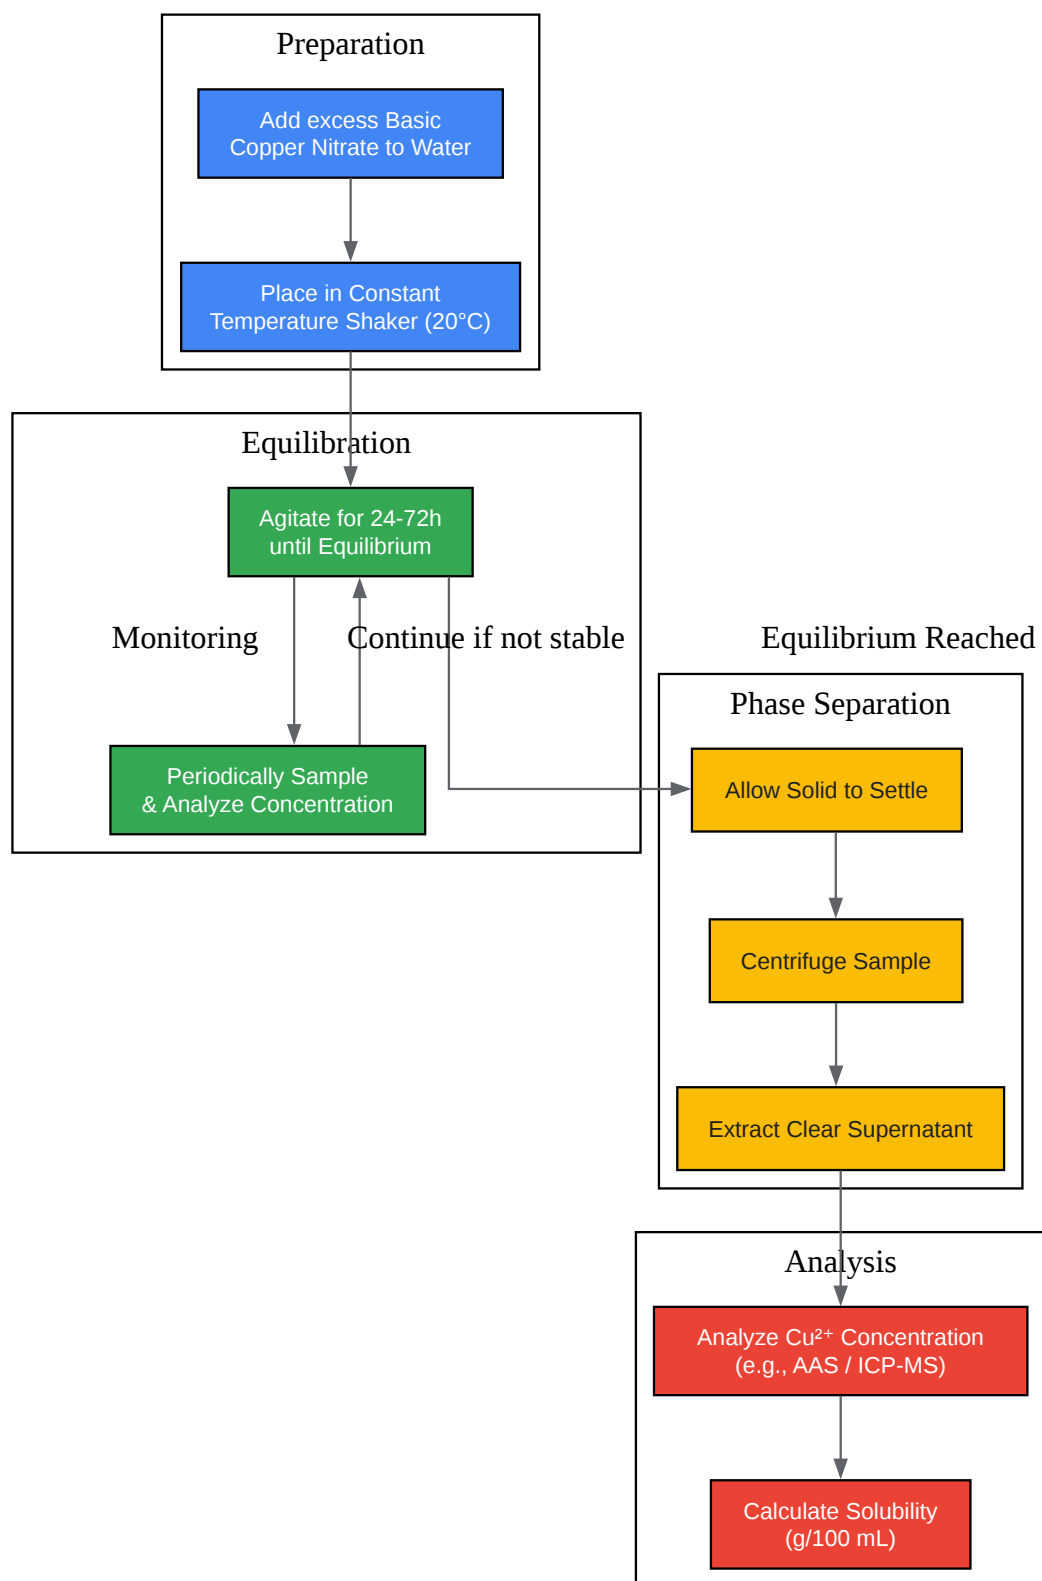 Preparation
Add excess Basic
Copper Nitrate to Water
Place in Constant
Temperature Shaker (20°C)
Equilibration
Agitate for 24-72h
until Equilibrium
Monitoring
Continue if not stable
Equilibrium Reached
Periodically Sample
& Analyze Concentration
Phase Separation
Allow Solid to Settle
Centrifuge Sample
Extract Clear Supernatant
Analysis
Analyze Cu²⁺ Concentration
(e.g., AAS / ICP-MS)
Calculate Solubility
(g/100 mL)